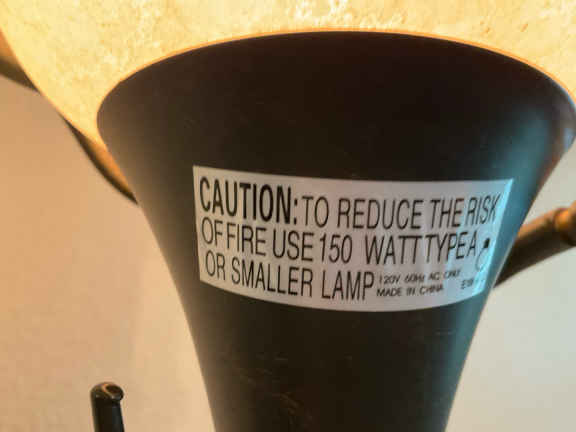 CAUTION: TO REDUCE THE RISK
OF FIRE USE 150 WATT TYPE A
OR SMALLER LAMP
120V 60Hz AC ONLY
MADE IN CHINA